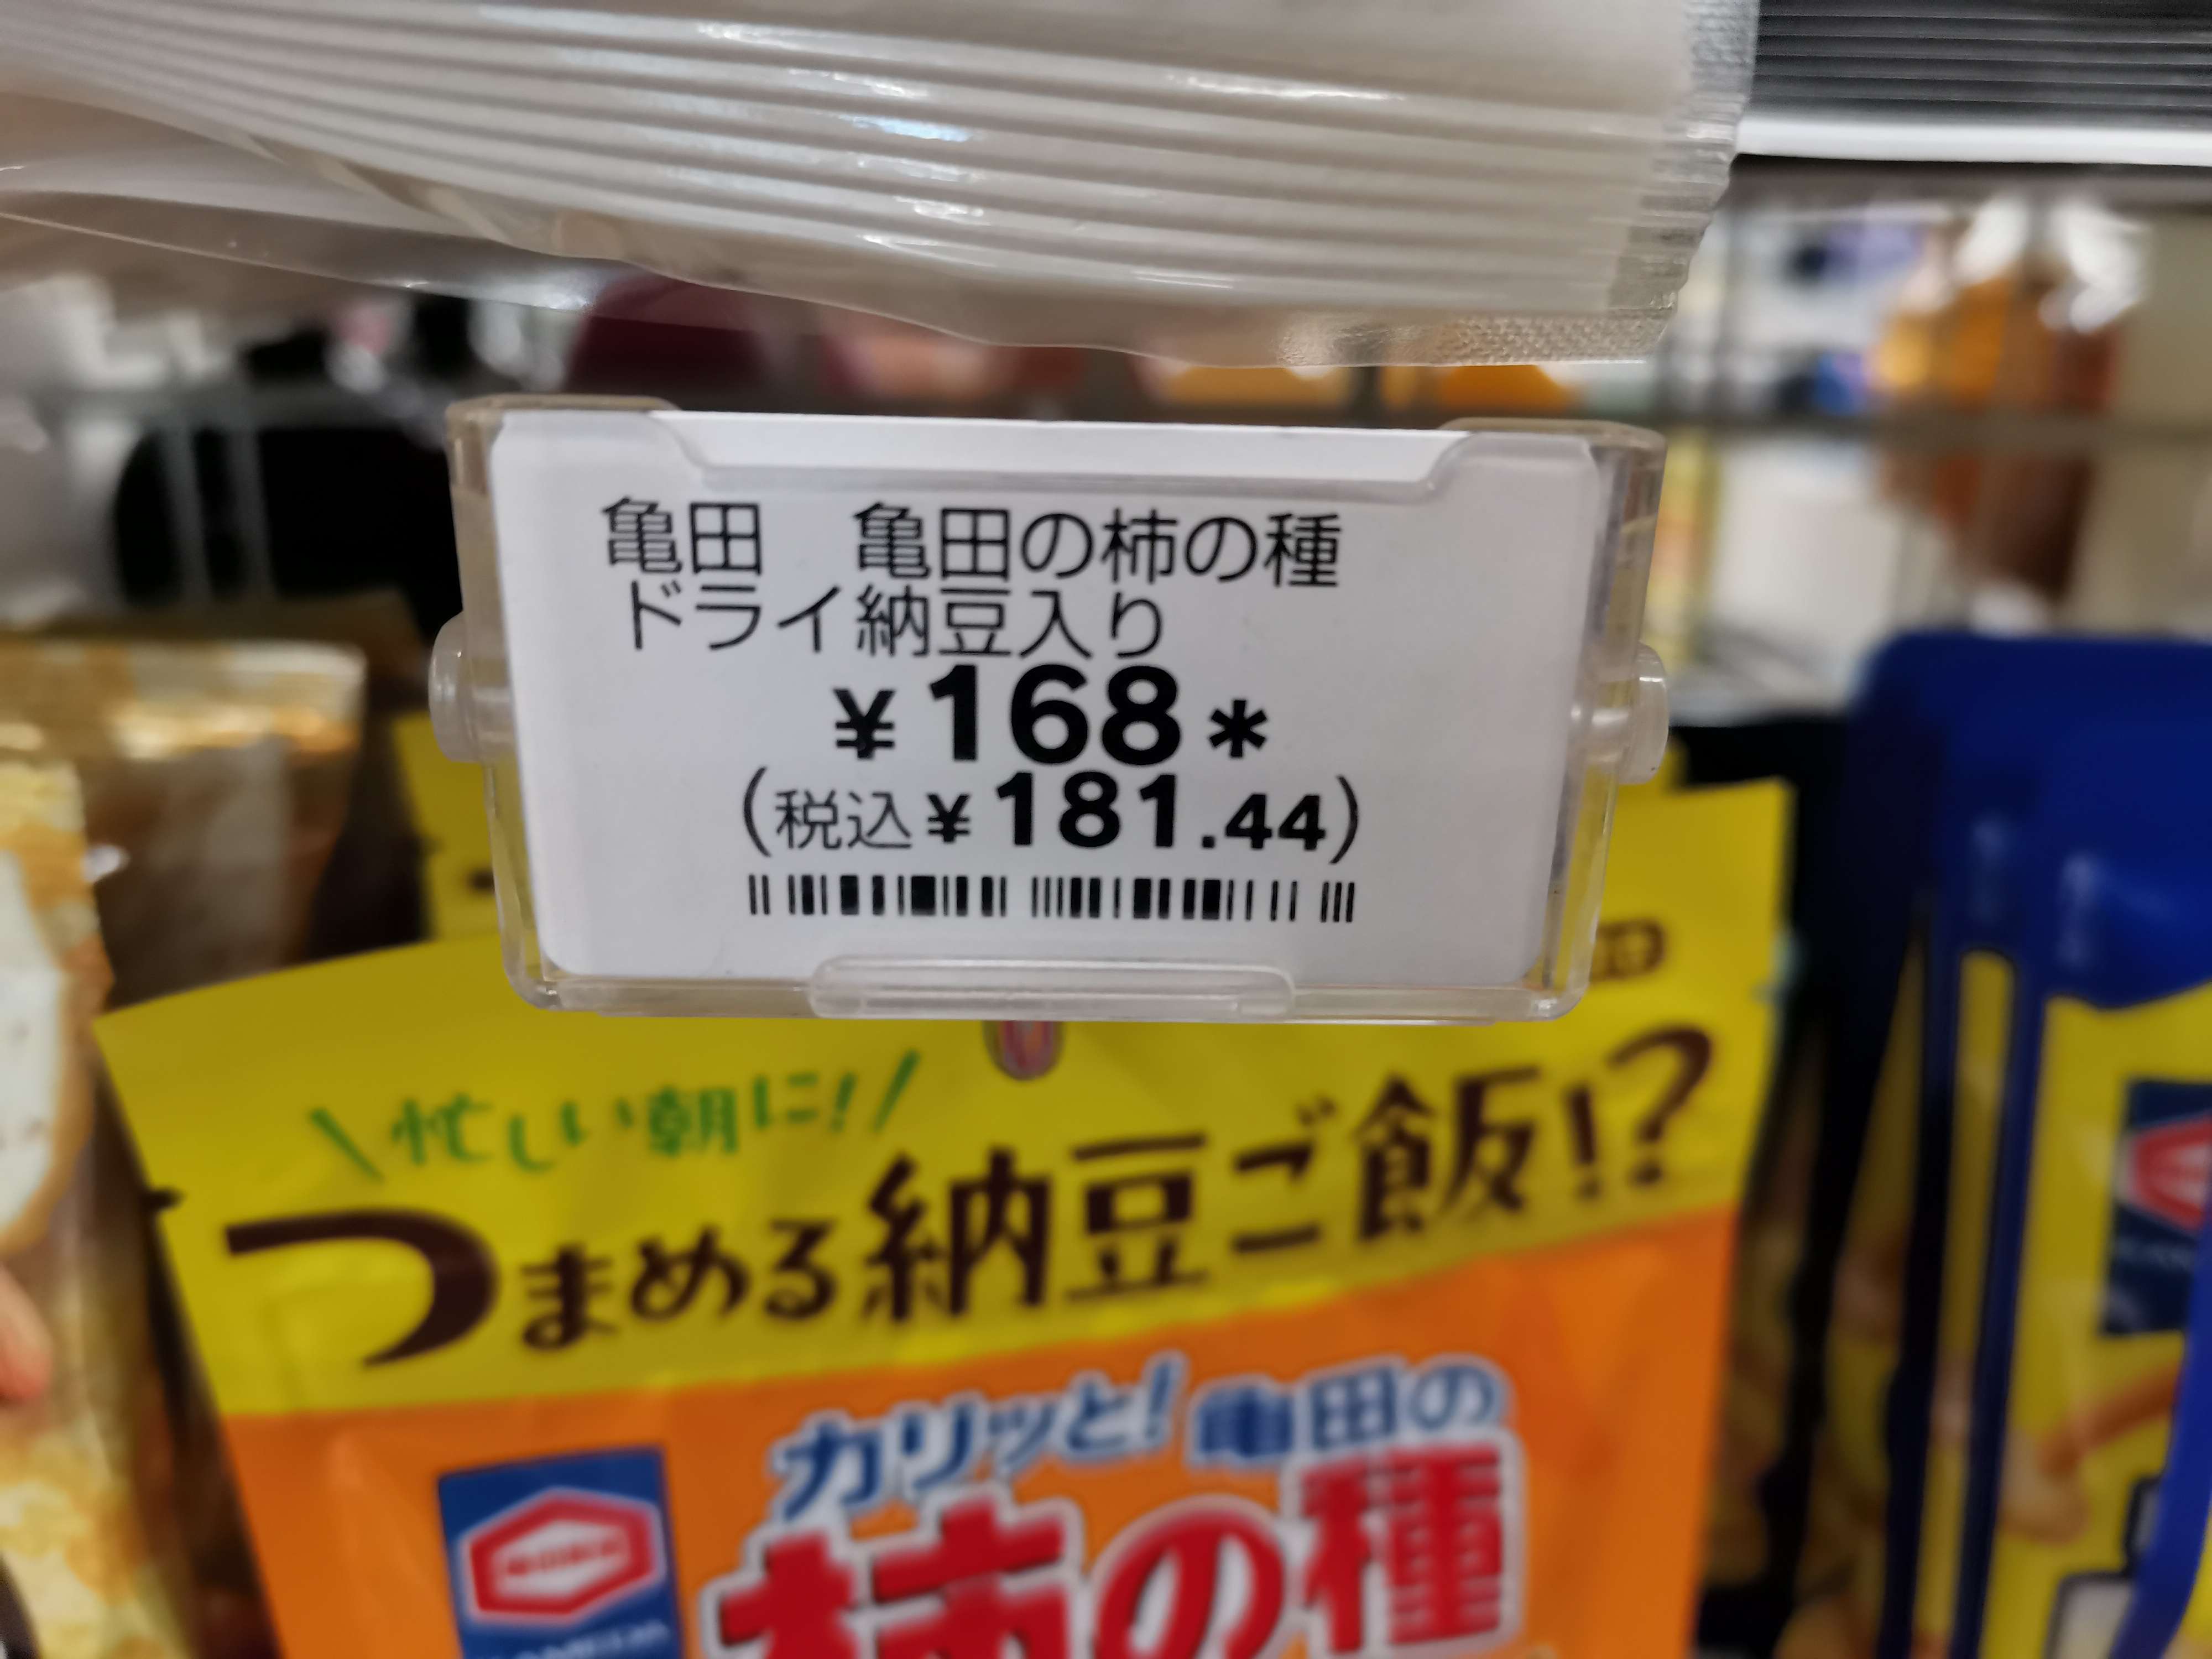 亀田　亀田の柿の種
ドライ納豆入り
¥168*
(税込¥181.44)
忙しい朝に!
つまめる納豆ご飯!?
カリッと!亀田の
柿の種